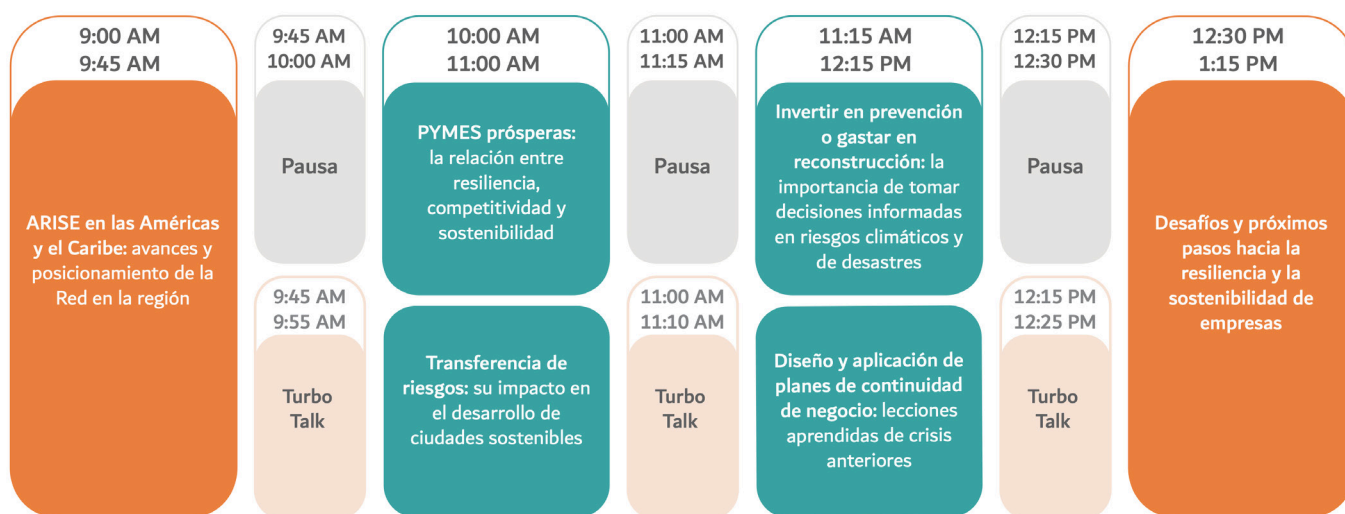 9:00 AM
9:45 AM
ARISE en las Américas
y el Caribe: avances y
posicionamiento de la
Red en la región
9:45 AM
10:00 AM
Pausa
9:45 AM
9:55 AM
Turbo
Talk
10:00 AM
11:00 AM
PYMES prósperas:
la relación entre
resiliencia,
competitividad y
sostenibilidad
Transferencia de
riesgos: su impacto en
el desarrollo de
ciudades sostenibles
11:00 AM
11:15 AM
Pausa
11:00 AM
11:10 AM
Turbo
Talk
11:15 AM
12:15 PM
Invertir en prevención
o gastar en
reconstrucción: la
importancia de tomar
decisiones informadas
en riesgos climáticos y
de desastres
Diseño y aplicación de
planes de continuidad
de negocio: lecciones
aprendidas de crisis
anteriores
12:15 PM
12:30 PM
Pausa
12:15 PM
12:25 PM
Turbo
Talk
12:30 PM
1:15 PM
Desafíos y próximos
pasos hacia la
resiliencia y la
sostenibilidad de
empresas